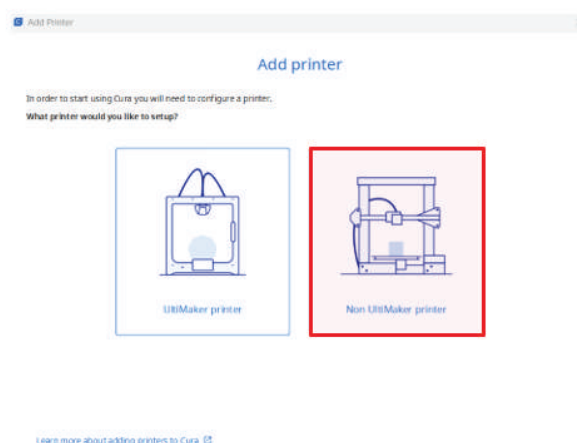 Add Printer
Add printer
In order to start using Cura you will need to configure a printer.
What printer would you like to setup?
UltiMaker printer
Non UltiMaker printer
Learn more about adding printers to Cura